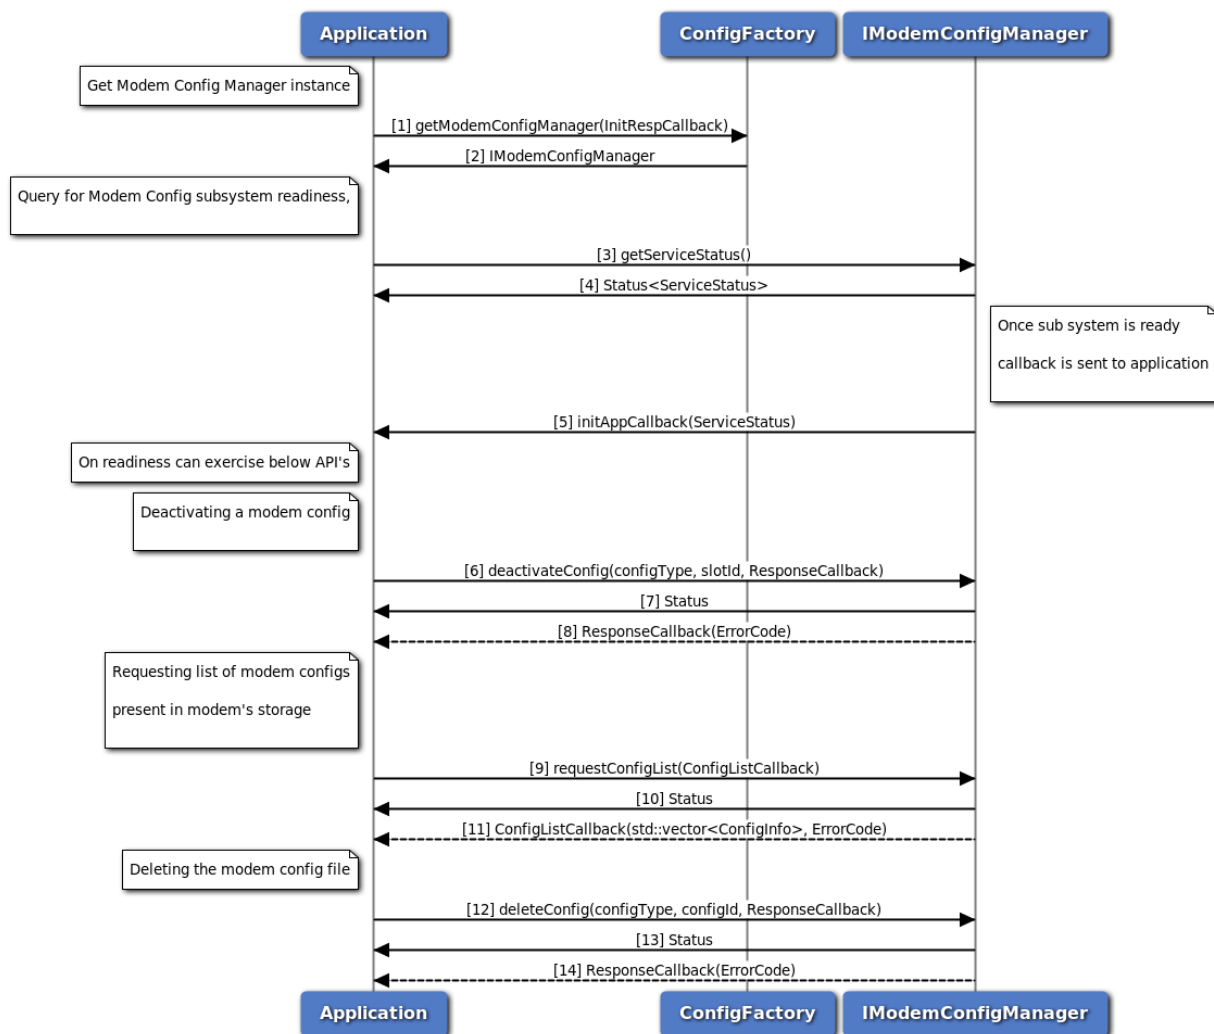 Application
ConfigFactory
IModemConfigManager
Get Modem Config Manager instance
[1] getModemConfigManager(InitRespCallback)
[2] IModemConfigManager
Query for Modem Config subsystem readiness,
[3] getServiceStatus()
[4] Status<ServiceStatus>
Once sub system is ready
callback is sent to application
[5] initAppCallback(ServiceStatus)
On readiness can exercise below API's
Deactivating a modem config
[6] deactivateConfig(configType, slotId, ResponseCallback)
[7] Status
[8] ResponseCallback(ErrorCode)
Requesting list of modem configs
present in modem's storage
[9] requestConfigList(ConfigListCallback)
[10] Status
[11] ConfigListCallback(std::vector<ConfigInfo>, ErrorCode)
Deleting the modem config file
[12] deleteConfig(configType, configId, ResponseCallback)
[13] Status
[14] ResponseCallback(ErrorCode)
Application
ConfigFactory
IModemConfigManager